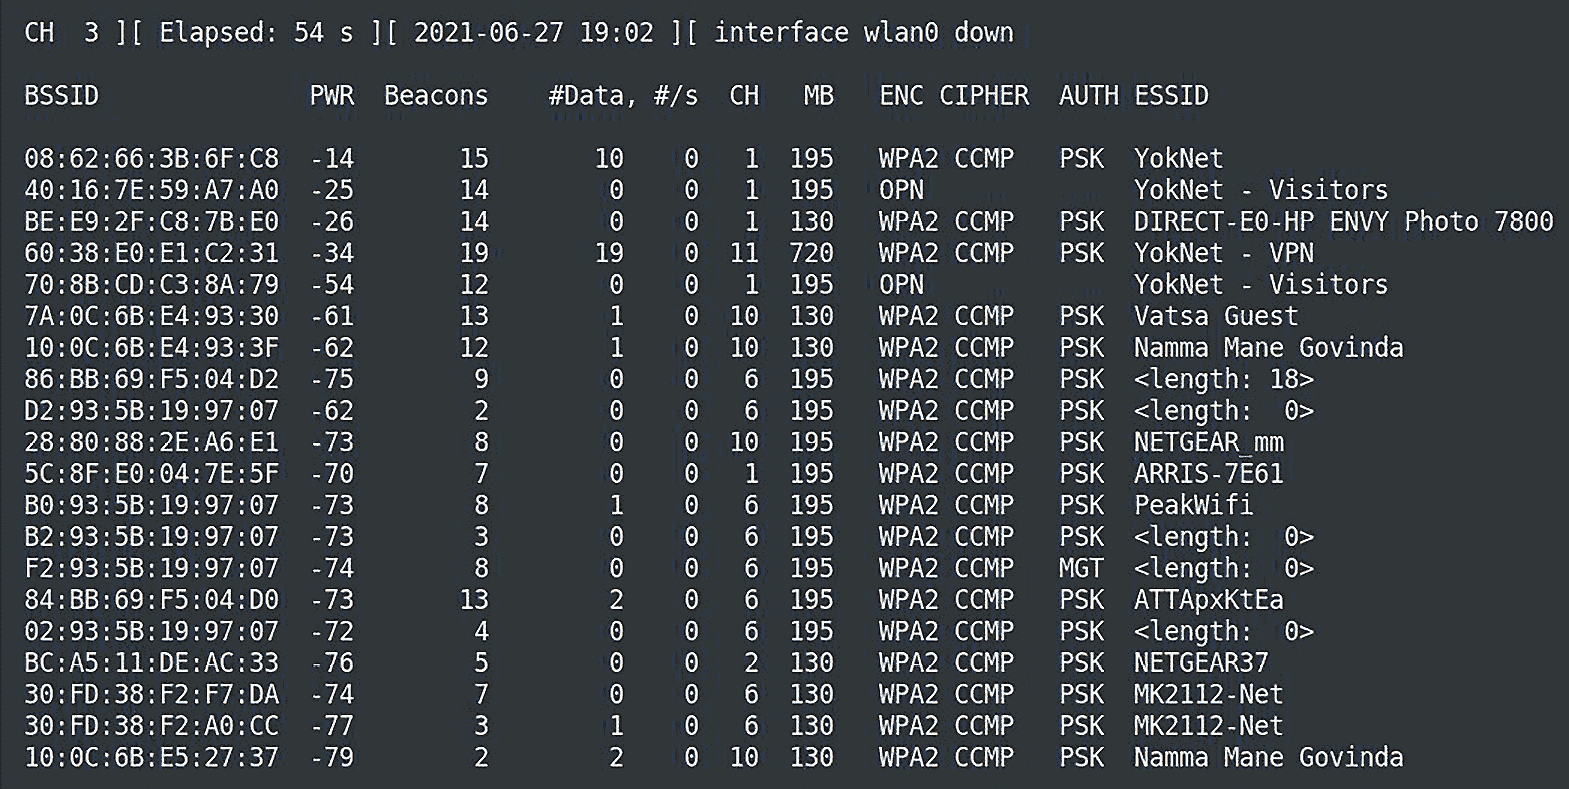 CH  3 ][ Elapsed: 54 s ][ 2021-06-27 19:02 ][ interface wlan0 down
BSSID              PWR  Beacons    #Data, #/s  CH   MB   ENC CIPHER  AUTH ESSID
08:62:66:3B:6F:C8  -14       15       10    0   1  195   WPA2 CCMP   PSK  YokNet
40:16:7E:59:A7:A0  -25       14        0    0   1  195   OPN              YokNet - Visitors
BE:E9:2F:C8:7B:E0  -26       14        0    0   1  130   WPA2 CCMP   PSK  DIRECT-E0-HP ENVY Photo 7800
60:38:E0:E1:C2:31  -34       19       19    0  11  720   WPA2 CCMP   PSK  YokNet - VPN
70:8B:CD:C3:8A:79  -54       12        0    0   1  195   OPN              YokNet - Visitors
7A:0C:6B:E4:93:30  -61       13        1    0  10  130   WPA2 CCMP   PSK  Vatsa Guest
10:0C:6B:E4:93:3F  -62       12        1    0  10  130   WPA2 CCMP   PSK  Namma Mane Govinda
86:BB:69:F5:04:D2  -75        9        0    0   6  195   WPA2 CCMP   PSK  <length: 18>
D2:93:5B:19:97:07  -62        2        0    0   6  195   WPA2 CCMP   PSK  <length:  0>
28:80:88:2E:A6:E1  -73        8        0    0  10  195   WPA2 CCMP   PSK  NETGEAR_mm
5C:8F:E0:04:7E:5F  -70        7        0    0   1  195   WPA2 CCMP   PSK  ARRIS-7E61
B0:93:5B:19:97:07  -73        8        1    0   6  195   WPA2 CCMP   PSK  PeakWifi
B2:93:5B:19:97:07  -73        3        0    0   6  195   WPA2 CCMP   PSK  <length:  0>
F2:93:5B:19:97:07  -74        8        0    0   6  195   WPA2 CCMP   MGT  <length:  0>
84:BB:69:F5:04:D0  -73       13        2    0   6  195   WPA2 CCMP   PSK  ATTApxKtEa
02:93:5B:19:97:07  -72        4        0    0   6  195   WPA2 CCMP   PSK  <length:  0>
BC:A5:11:DE:AC:33  -76        5        0    0   2  130   WPA2 CCMP   PSK  NETGEAR37
30:FD:38:F2:F7:DA  -74        7        0    0   6  130   WPA2 CCMP   PSK  MK2112-Net
30:FD:38:F2:A0:CC  -77        3        1    0   6  130   WPA2 CCMP   PSK  MK2112-Net
10:0C:6B:E5:27:37  -79        2        2    0  10  130   WPA2 CCMP   PSK  Namma Mane Govinda